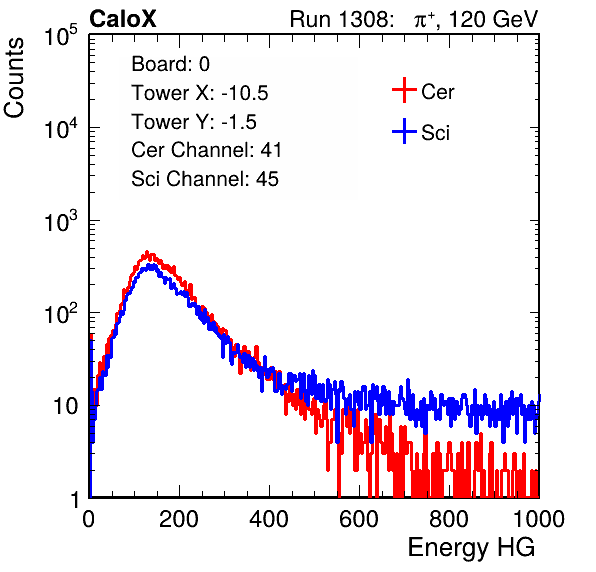 CaloX Run 1308: π⁺, 120 GeV
Counts
10⁵
10⁴
10³
10²
10
1
Board: 0
Tower X: -10.5
Tower Y: -1.5
Cer Channel: 41
Sci Channel: 45
Cer
Sci
0 200 400 600 800 1000
Energy HG